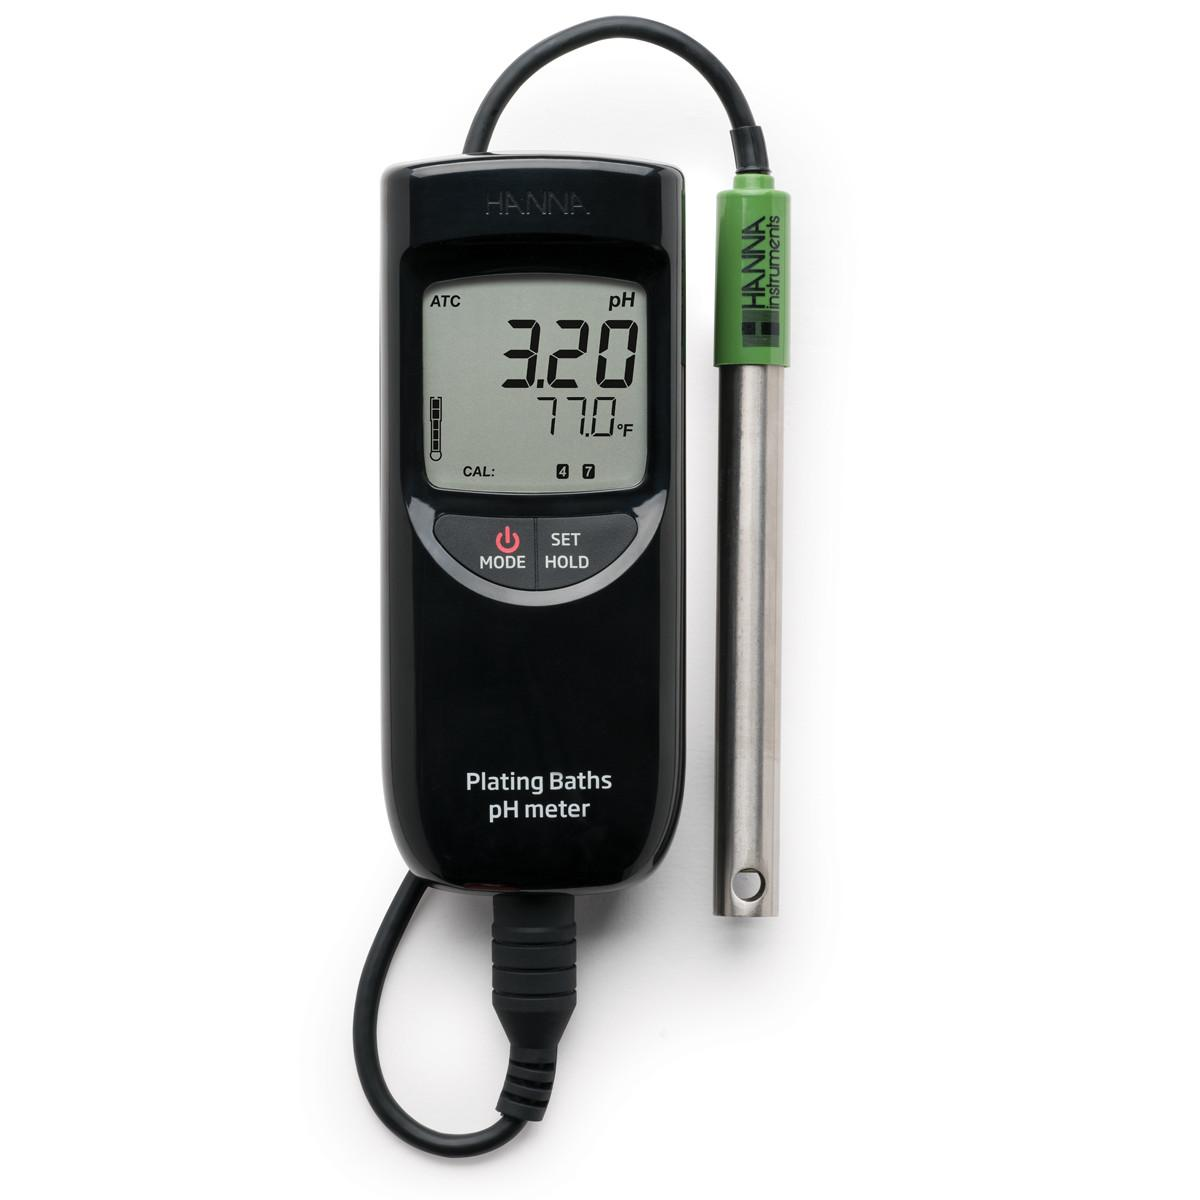 HANNA
ATC pH
3.20
77.0°F
CAL: 4 7
MODE
SET
HOLD
Plating Baths
pH meter
HANNA
instruments